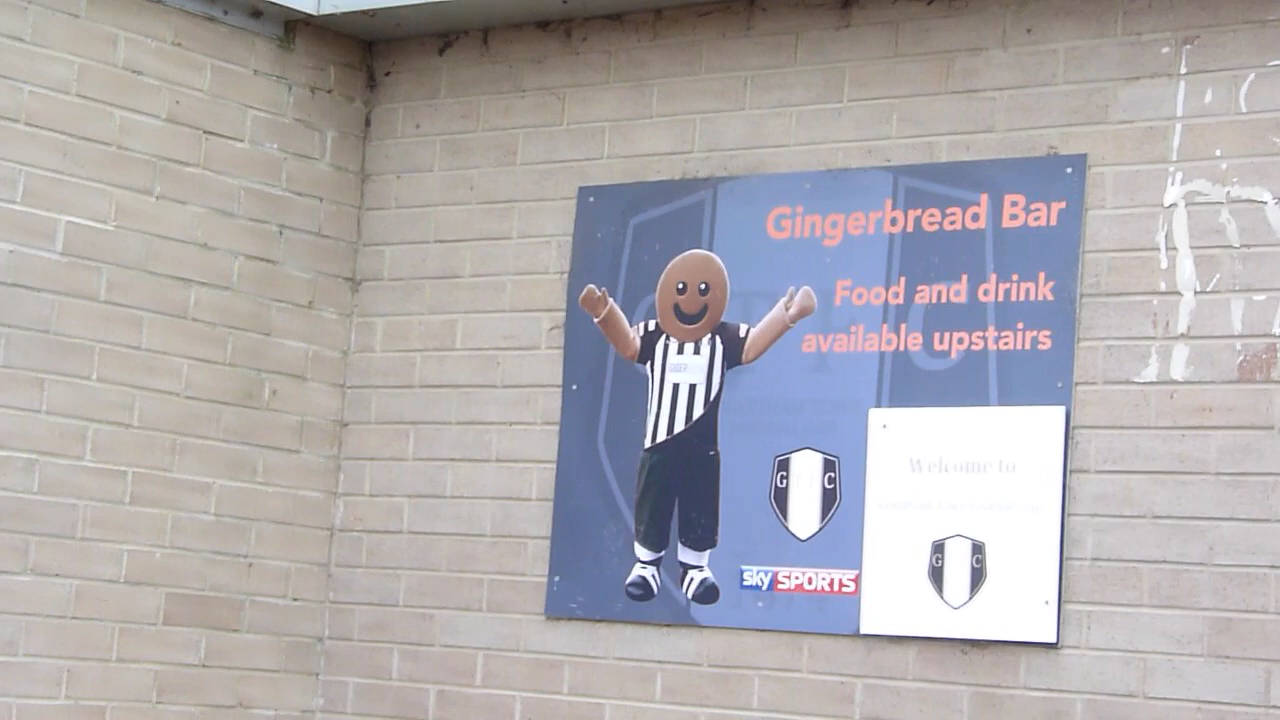 Gingerbread Bar
Food and drink
available upstairs
G C
sky SPORTS
Welcome to
G C